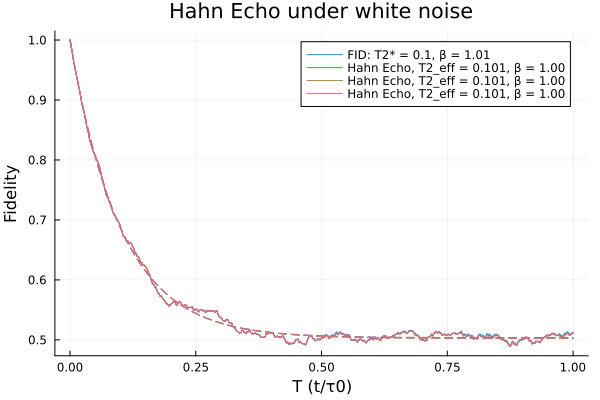 Hahn Echo under white noise
FID: T2* = 0.1, β = 1.01
Hahn Echo, T2_eff = 0.101, β = 1.00
Hahn Echo, T2_eff = 0.101, β = 1.00
Hahn Echo, T2_eff = 0.101, β = 1.00
1.0
0.9
0.8
0.7
0.6
0.5
Fidelity
0.00
0.25
0.50
0.75
1.00
T (t/τ0)